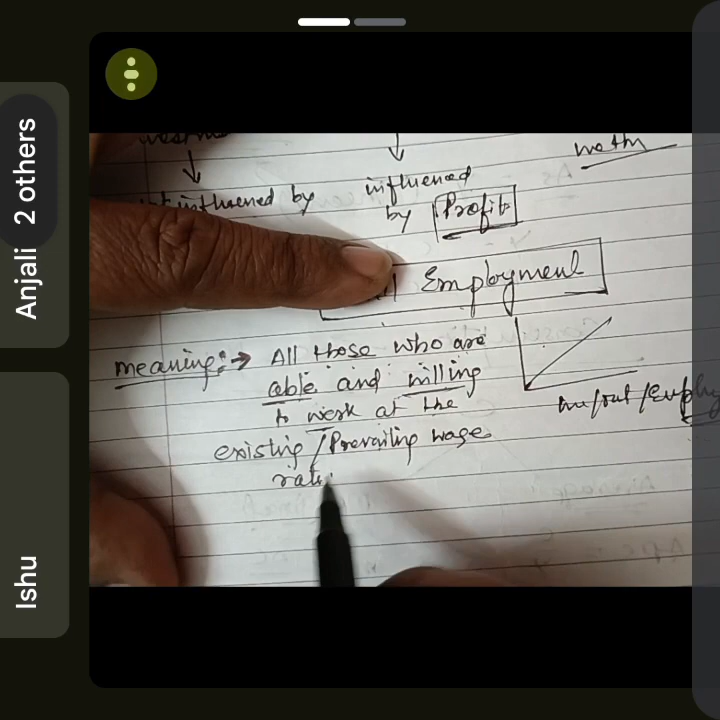 Anjali 2 others
Ishu
math
influenced by
influenced
by Profit
Employment
meaning:→ All those who are
able and willing
to work at the
existing / Prevailing wage
rate